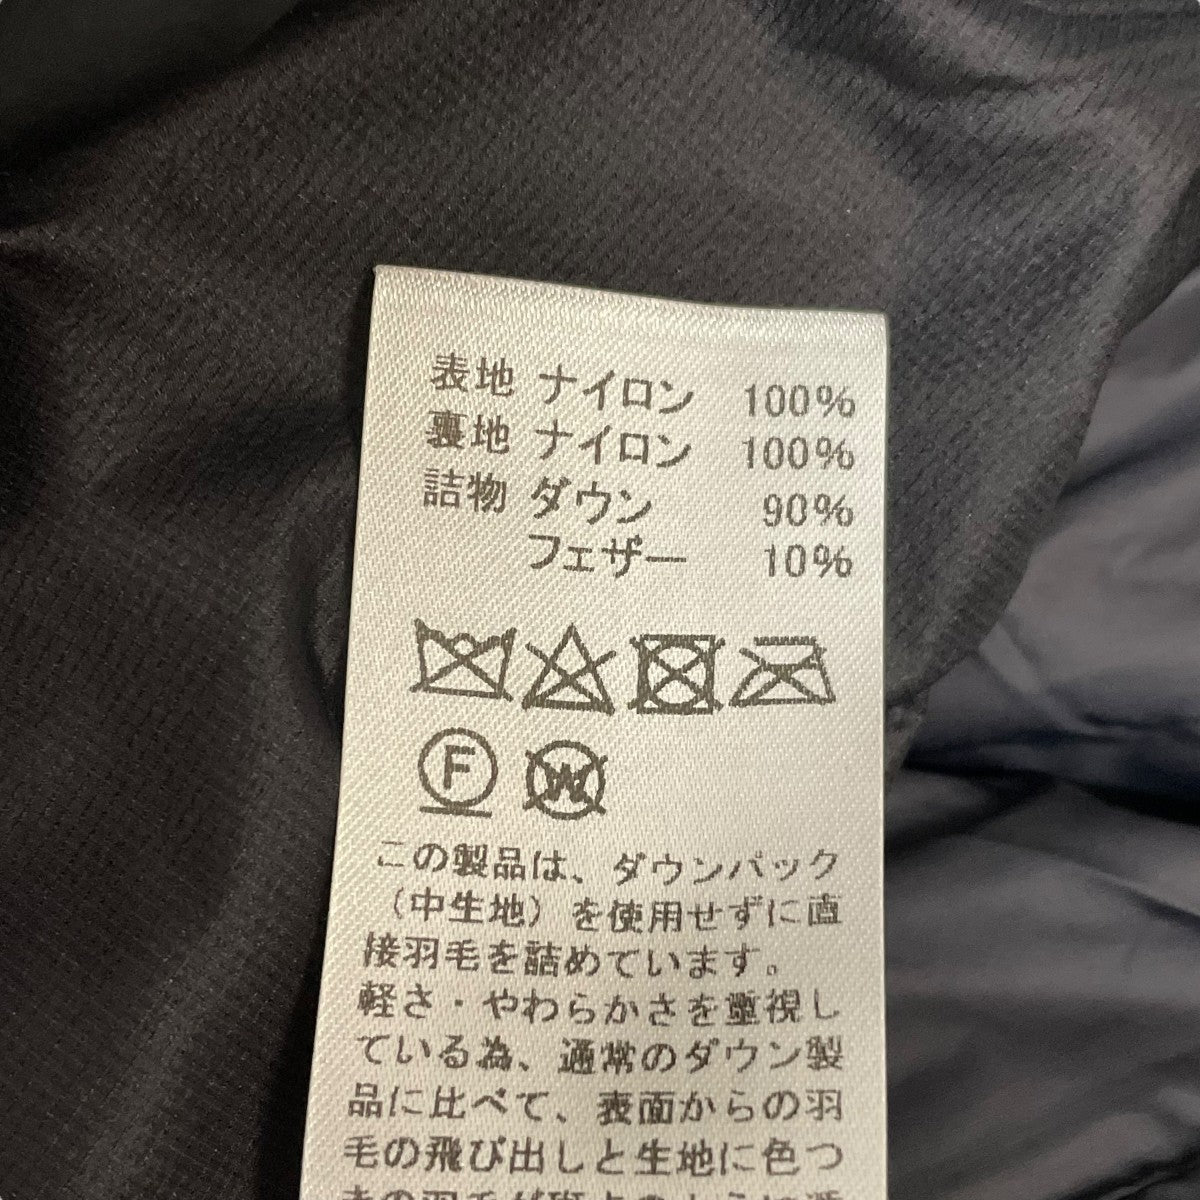 表地 ナイロン 100%
裏地 ナイロン 100%
詰物 ダウン 90%
フェザー 10%
F W
この製品は、ダウンパック
（中生地）を使用せずに直
接羽毛を詰めています。
軽さ・やわらかさを重視し
ている為、通常のダウン製
品に比べて、表面からの羽
毛の飛び出しと生地に色つ